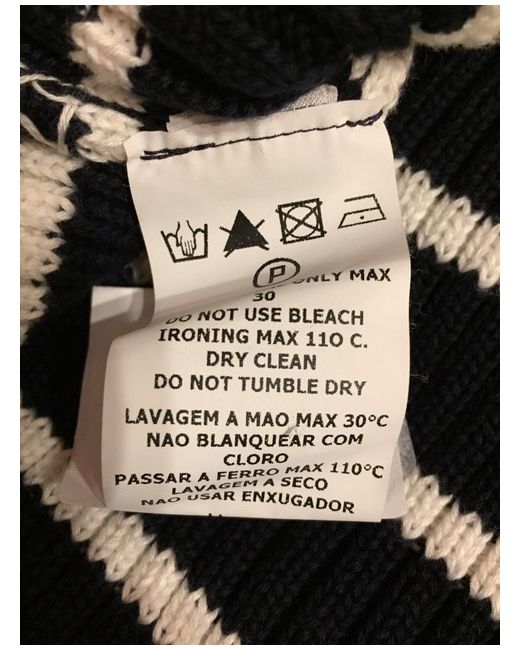 P
ONLY MAX
30
DO NOT USE BLEACH
IRONING MAX 110 C.
DRY CLEAN
DO NOT TUMBLE DRY
LAVAGEM A MAO MAX 30°C
NAO BLANQUEAR COM
CLORO
PASSAR A FERRO MAX 110°C
LAVAGEM A SECO
NAO USAR ENXUGADOR